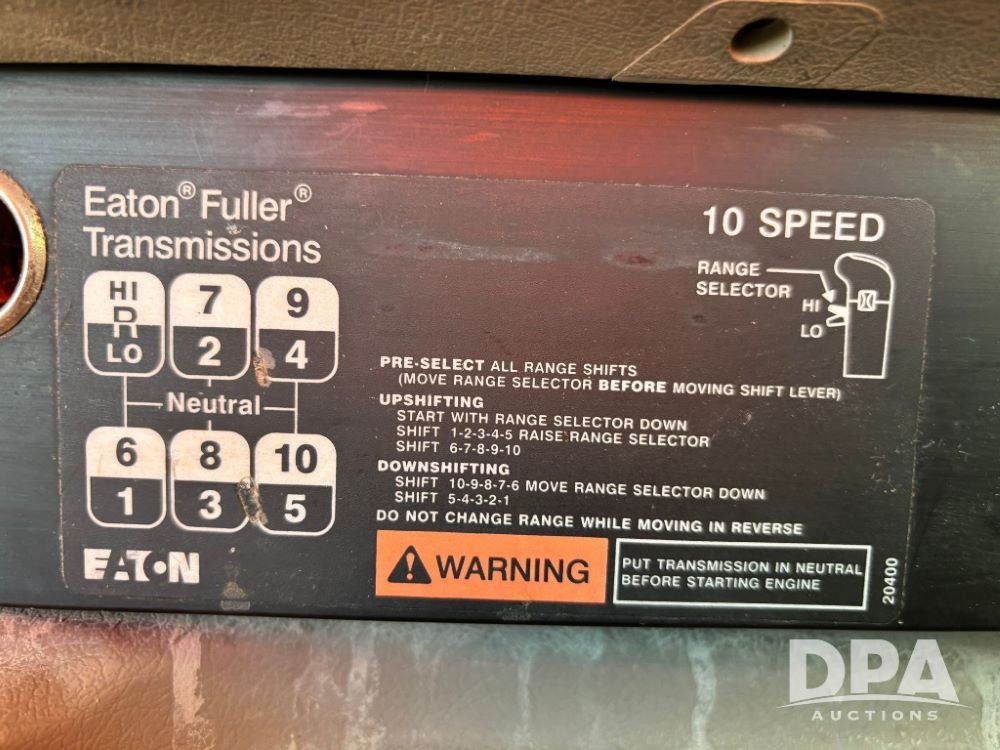 Eaton® Fuller®
Transmissions
10 SPEED
RANGE
SELECTOR
HI
LO
HI
R
LO
7
2
9
4
Neutral
6
1
8
3
10
5
PRE-SELECT ALL RANGE SHIFTS
(MOVE RANGE SELECTOR BEFORE MOVING SHIFT LEVER)
UPSHIFTING
START WITH RANGE SELECTOR DOWN
SHIFT 1-2-3-4-5 RAISE RANGE SELECTOR
SHIFT 6-7-8-9-10
DOWNSHIFTING
SHIFT 10-9-8-7-6 MOVE RANGE SELECTOR DOWN
SHIFT 5-4-3-2-1
DO NOT CHANGE RANGE WHILE MOVING IN REVERSE
EATON
WARNING
PUT TRANSMISSION IN NEUTRAL
BEFORE STARTING ENGINE
20400
DPA
AUCTIONS